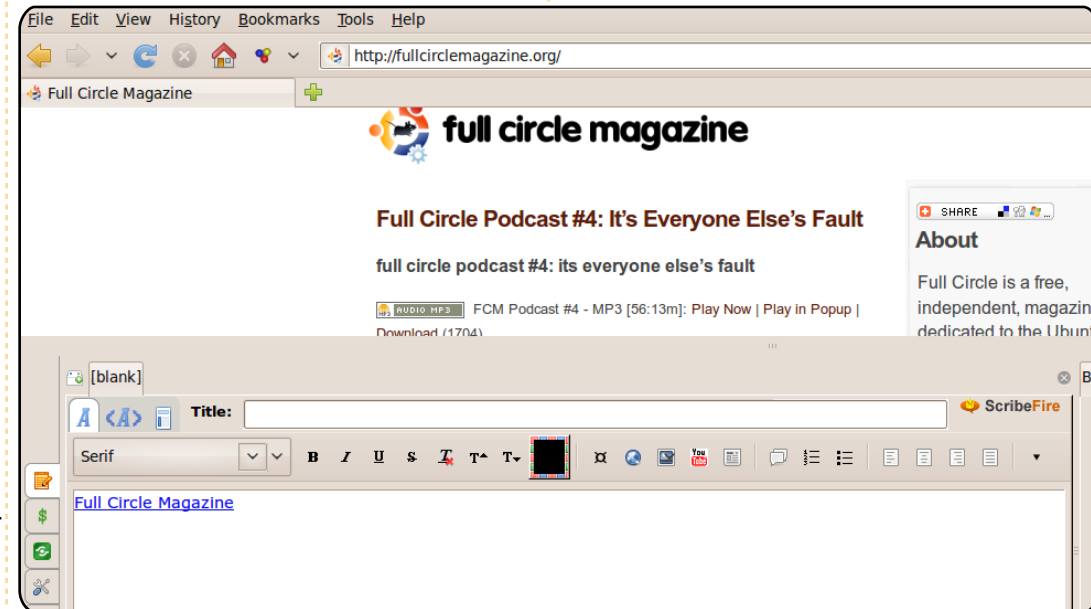 File Edit View History Bookmarks Tools Help
http://fullcirclemagazine.org/
Full Circle Magazine
full circle magazine
Full Circle Podcast #4: It's Everyone Else's Fault
full circle podcast #4: its everyone else's fault
AUDIO MP3 FCM Podcast #4 - MP3 [56:13m]: Play Now | Play in Popup |
Download (1704)
SHARE
About
Full Circle is a free,
independent, magazin
dedicated to the Ubunt
[blank]
B
Title:
ScribeFire
Serif
B I U S T T T
You
Tube
Full Circle Magazine